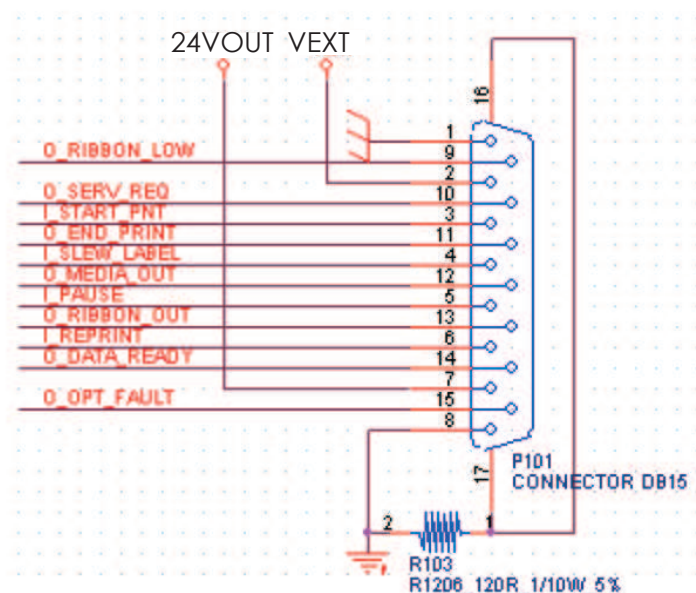 24VOUT VEXT
16
1
O_RIBBON_LOW
9
2
O_SERV_REQ
10
I_START_PNT
3
O_END_PRINT
11
I_SLEW_LABEL
4
O_MEDIA_OUT
12
I_PAUSE
5
O_RIBBON_OUT
13
I_REPRINT
6
O_DATA_READY
14
7
O_OPT_FAULT
15
8
17
P101
CONNECTOR DB15
2
1
R103
R1206 120R 1/10W 5%